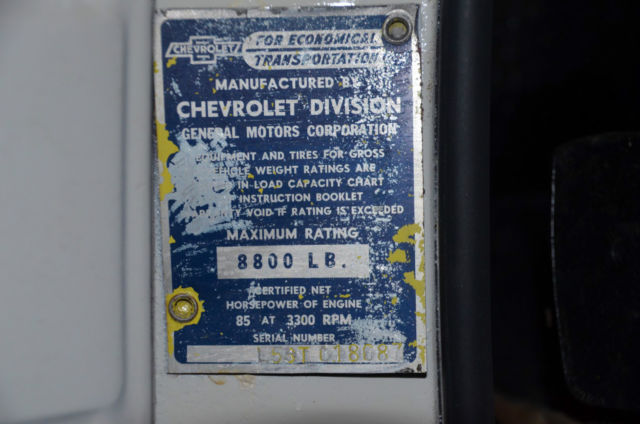 CHEVROLET
FOR ECONOMICAL
TRANSPORTATION
MANUFACTURED BY
CHEVROLET DIVISION
GENERAL MOTORS CORPORATION
EQUIPMENT AND TIRES FOR GROSS
VEHICLE WEIGHT RATINGS ARE
IN LOAD CAPACITY CHART
INSTRUCTION BOOKLET
WARRANTY VOID IF RATING IS EXCEEDED
MAXIMUM RATING
8800 LB.
CERTIFIED NET
HORSEPOWER OF ENGINE
85 AT 3300 RPM
SERIAL NUMBER